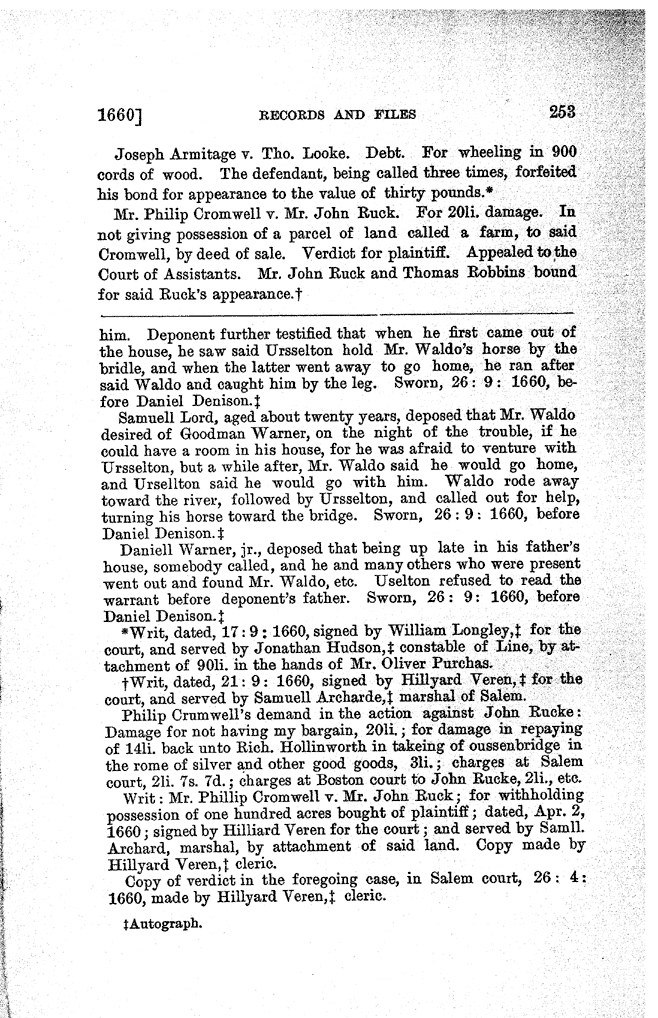 1660] RECORDS AND FILES 253
Joseph Armitage v. Tho. Looke. Debt. For wheeling in 900
cords of wood. The defendant, being called three times, forfeited
his bond for appearance to the value of thirty pounds.*
Mr. Philip Cromwell v. Mr. John Ruck. For 20li. damage. In
not giving possession of a parcel of land called a farm, to said
Cromwell, by deed of sale. Verdict for plaintiff. Appealed to the
Court of Assistants. Mr. John Ruck and Thomas Robbins bound
for said Ruck's appearance.†
him. Deponent further testified that when he first came out of
the house, he saw said Ursselton hold Mr. Waldo's horse by the
bridle, and when the latter went away to go home, he ran after
said Waldo and caught him by the leg. Sworn, 26 : 9 : 1660, be-
fore Daniel Denison.‡
Samuell Lord, aged about twenty years, deposed that Mr. Waldo
desired of Goodman Warner, on the night of the trouble, if he
could have a room in his house, for he was afraid to venture with
Ursselton, but a while after, Mr. Waldo said he would go home,
and Ursellton said he would go with him. Waldo rode away
toward the river, followed by Ursselton, and called out for help,
turning his horse toward the bridge. Sworn, 26 : 9 : 1660, before
Daniel Denison.‡
Daniell Warner, jr., deposed that being up late in his father's
house, somebody called, and he and many others who were present
went out and found Mr. Waldo, etc. Uselton refused to read the
warrant before deponent's father. Sworn, 26 : 9 : 1660, before
Daniel Denison.‡
*Writ, dated, 17 : 9 : 1660, signed by William Longley,‡ for the
court, and served by Jonathan Hudson,‡ constable of Line, by at-
tachment of 90li. in the hands of Mr. Oliver Purchas.
†Writ, dated, 21 : 9 : 1660, signed by Hillyard Veren,‡ for the
court, and served by Samuell Archarde,‡ marshal of Salem.
Philip Crumwell's demand in the action against John Rucke:
Damage for not having my bargain, 20li.; for damage in repaying
of 14li. back unto Rich. Hollinworth in takeing of oussenbridge in
the rome of silver and other good goods, 3li.; charges at Salem
court, 2li. 7s. 7d.; charges at Boston court to John Rucke, 2li., etc.
Writ: Mr. Phillip Cromwell v. Mr. John Ruck; for withholding
possession of one hundred acres bought of plaintiff; dated, Apr. 2,
1660; signed by Hilliard Veren for the court; and served by Samll.
Archard, marshal, by attachment of said land. Copy made by
Hillyard Veren,† cleric.
Copy of verdict in the foregoing case, in Salem court, 26 : 4 :
1660, made by Hillyard Veren,‡ cleric.
‡Autograph.